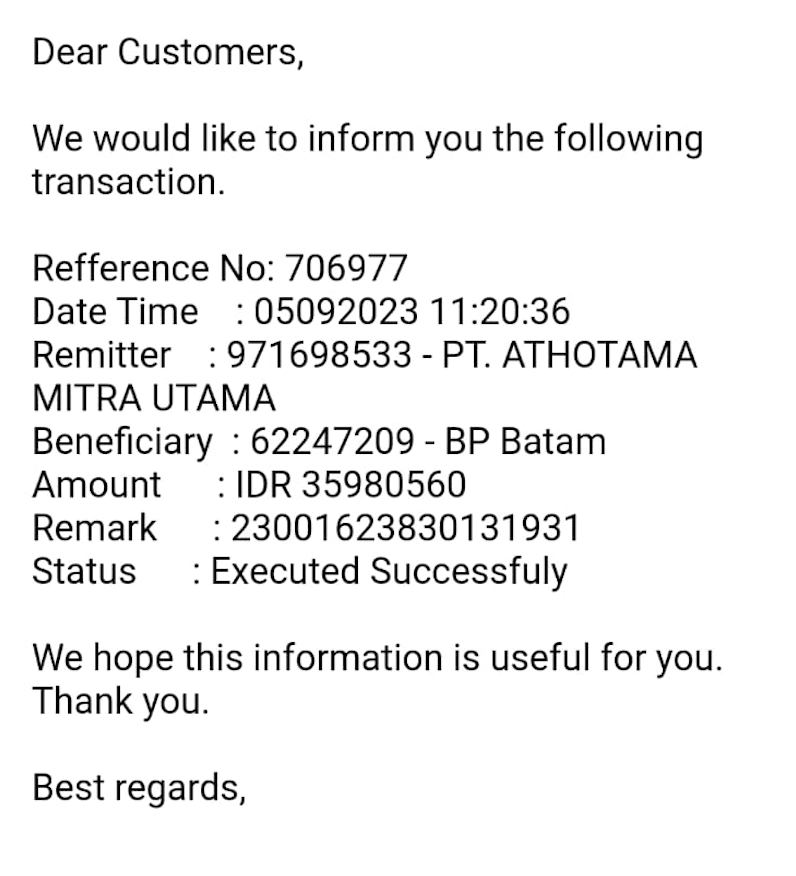 Dear Customers,
We would like to inform you the following
transaction.
Refference No: 706977
Date Time : 05092023 11:20:36
Remitter : 971698533 - PT. ATHOTAMA
MITRA UTAMA
Beneficiary : 62247209 - BP Batam
Amount : IDR 35980560
Remark : 23001623830131931
Status : Executed Successfuly
We hope this information is useful for you.
Thank you.
Best regards,